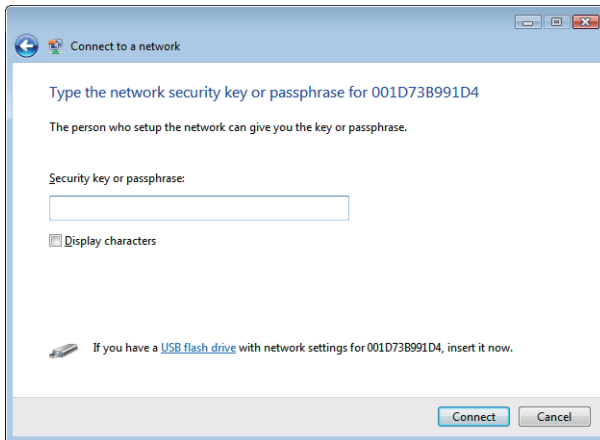 Connect to a network
Type the network security key or passphrase for 001D73B991D4
The person who setup the network can give you the key or passphrase.
Security key or passphrase:
Display characters
If you have a USB flash drive with network settings for 001D73B991D4, insert it now.
Connect Cancel